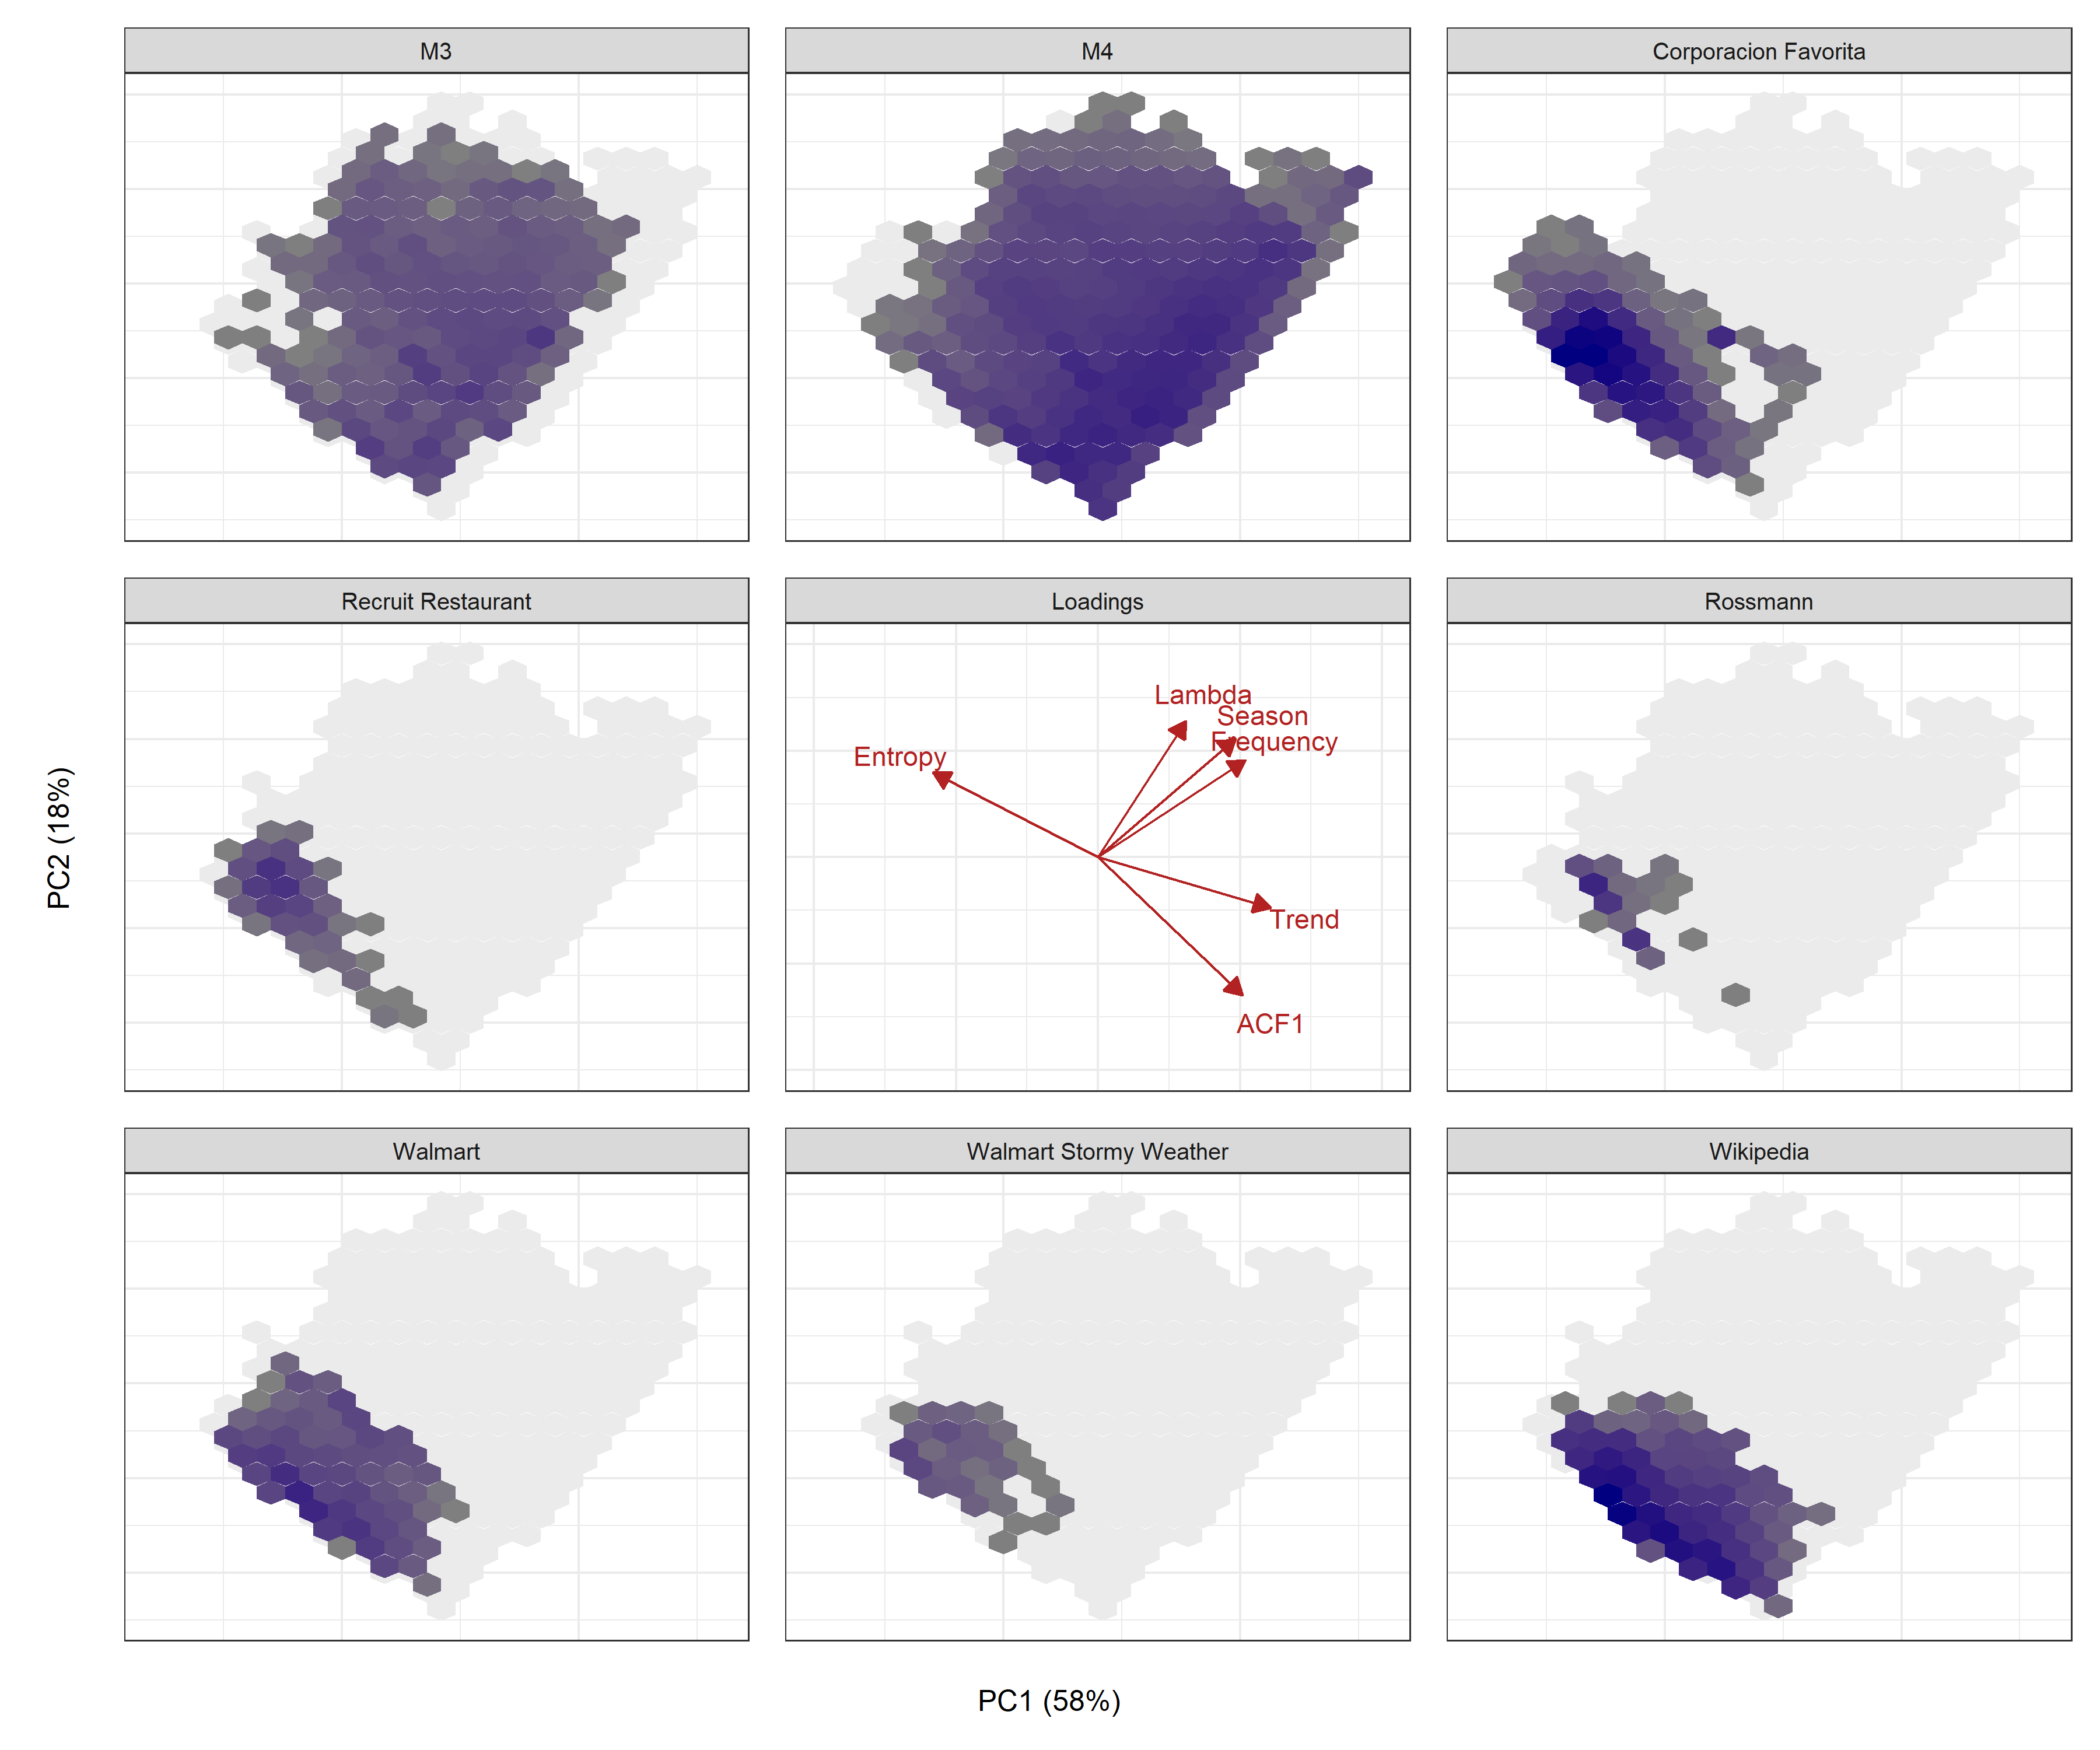 M3
M4
Corporacion Favorita
Recruit Restaurant
Loadings
Rossmann
Lambda
Season
Frequency
Entropy
Trend
ACF1
PC2 (18%)
Walmart
Walmart Stormy Weather
Wikipedia
PC1 (58%)